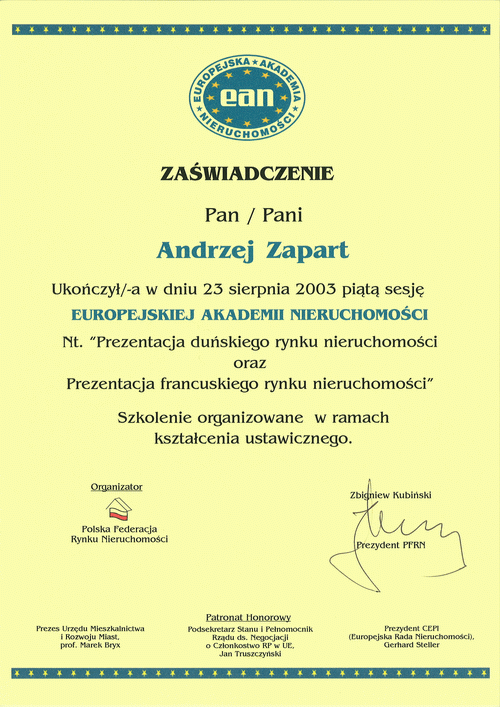 EUROPEJSKA ★ AKADEMIA ★ NIERUCHOMOŚCI ★
ean
ZAŚWIADCZENIE
Pan / Pani
Andrzej Zapart
Ukończył/-a w dniu 23 sierpnia 2003 piątą sesję
EUROPEJSKIEJ AKADEMII NIERUCHOMOŚCI
Nt. “Prezentacja duńskiego rynku nieruchomości
oraz
Prezentacja francuskiego rynku nieruchomości”
Szkolenie organizowane w ramach
kształcenia ustawicznego.
Organizator
Polska Federacja
Rynku Nieruchomości
Zbigniew Kubiński
Prezydent PFRN
Patronat Honorowy
Prezes Urzędu Mieszkalnictwa
i Rozwoju Miast,
prof. Marek Bryx
Podsekretarz Stanu i Pełnomocnik
Rządu ds. Negocjacji
o Członkostwo RP w UE,
Jan Truszczyński
Prezydent CEPI
(Europejska Rada Nieruchomości),
Gerhard Steller